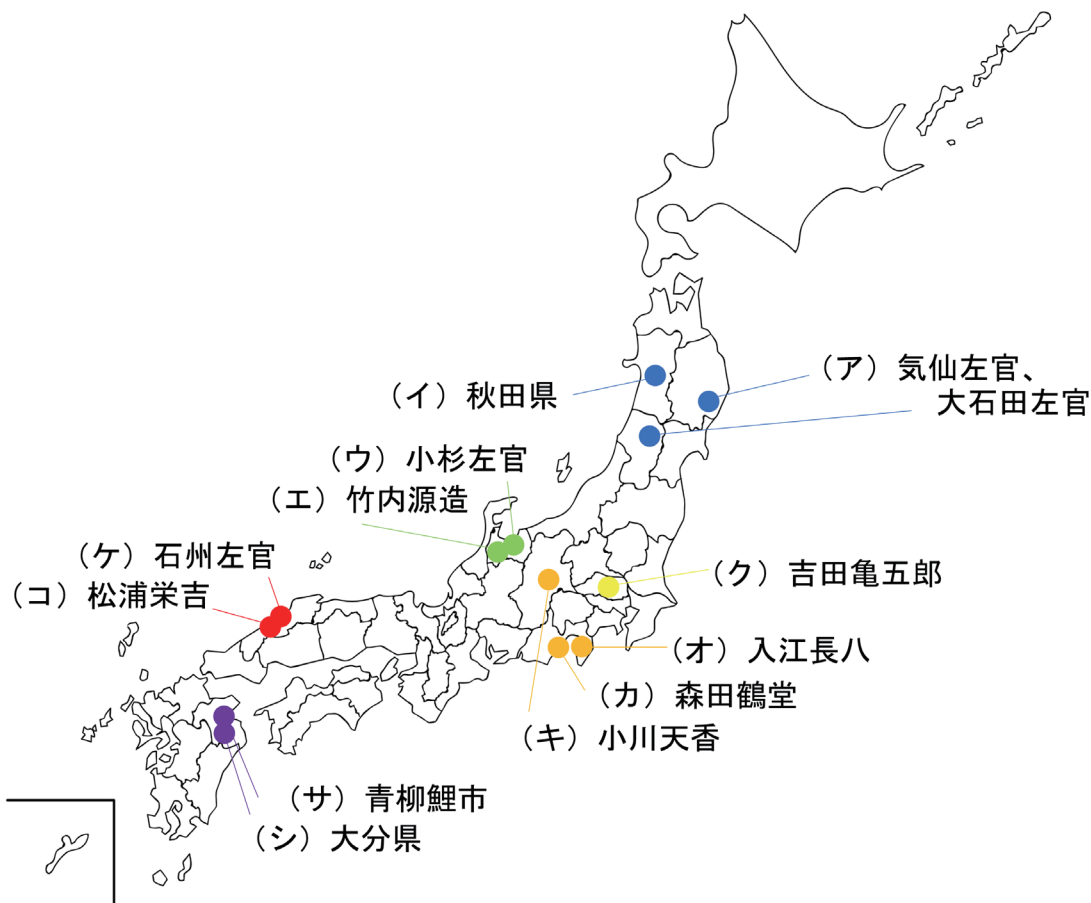 （ア）気仙左官、
大石田左官
（イ）秋田県
（ウ）小杉左官
（エ）竹内源造
（ケ）石州左官
（コ）松浦栄吉
（ク）吉田亀五郎
（オ）入江長八
（カ）森田鶴堂
（キ）小川天香
（サ）青柳鯉市
（シ）大分県